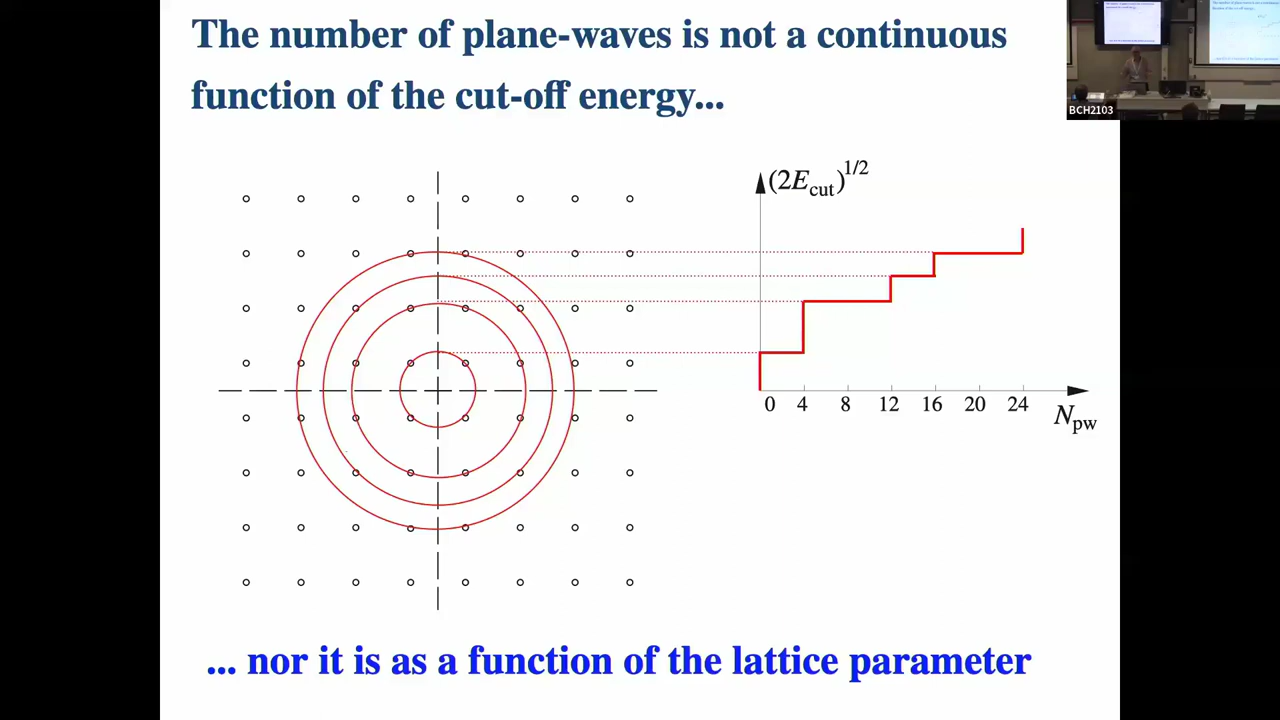 The number of plane-waves is not a continuous
function of the cut-off energy...
BCH2103
(2E_cut)^1/2
0 4 8 12 16 20 24
N_pw
... nor it is as a function of the lattice parameter